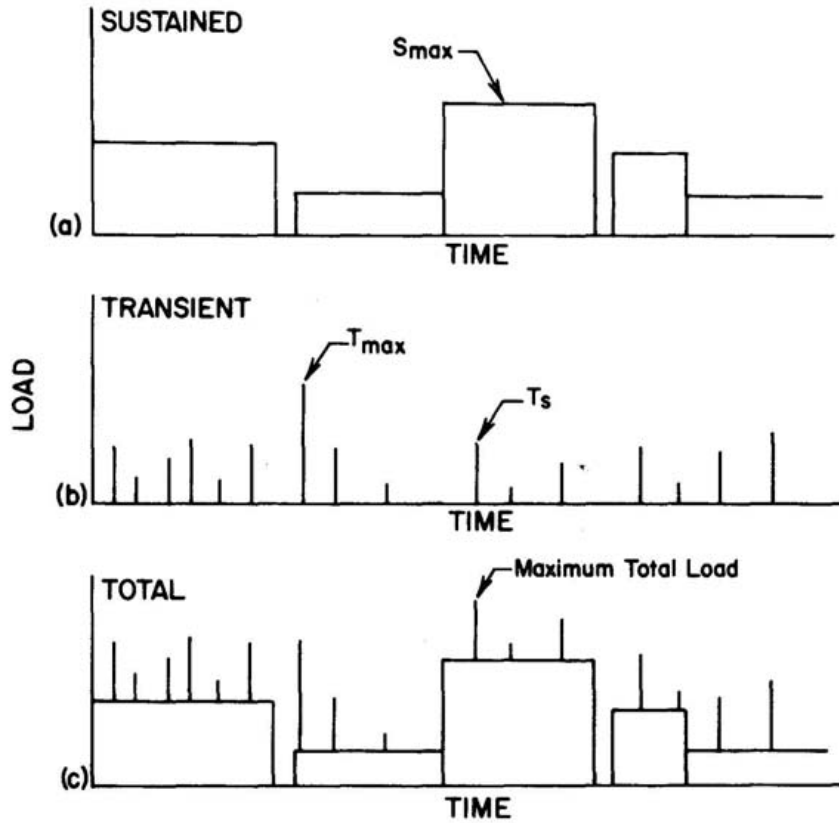 SUSTAINED
Smax
(a)
TIME
TRANSIENT
Tmax
Ts
LOAD
(b)
TIME
TOTAL
Maximum Total Load
(c)
TIME